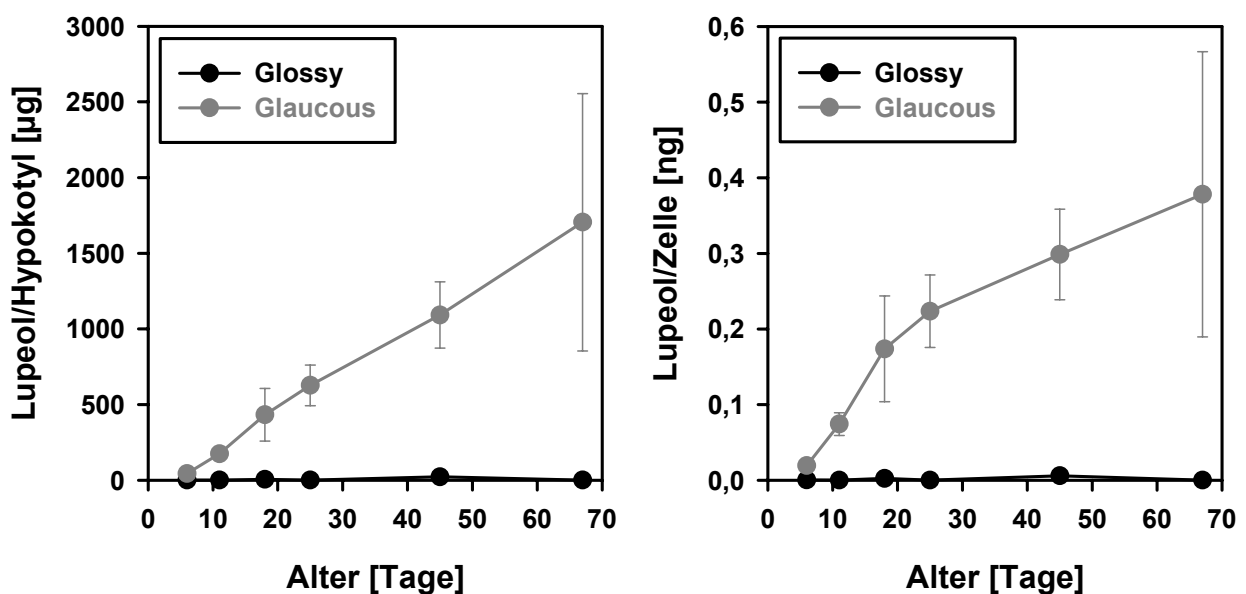 Lupeol/Hypokotyl [µg]
3000
2500
2000
1500
1000
500
0
Glossy
Glaucous
0 10 20 30 40 50 60 70
Alter [Tage]
Lupeol/Zelle [ng]
0,6
0,5
0,4
0,3
0,2
0,1
0,0
Glossy
Glaucous
0 10 20 30 40 50 60 70
Alter [Tage]